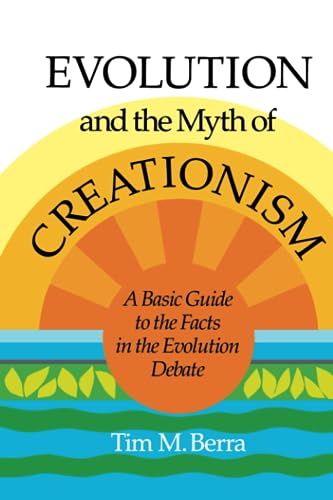 EVOLUTION
and the Myth of
CREATIONISM
A Basic Guide
to the Facts
in the Evolution
Debate
Tim M. Berra